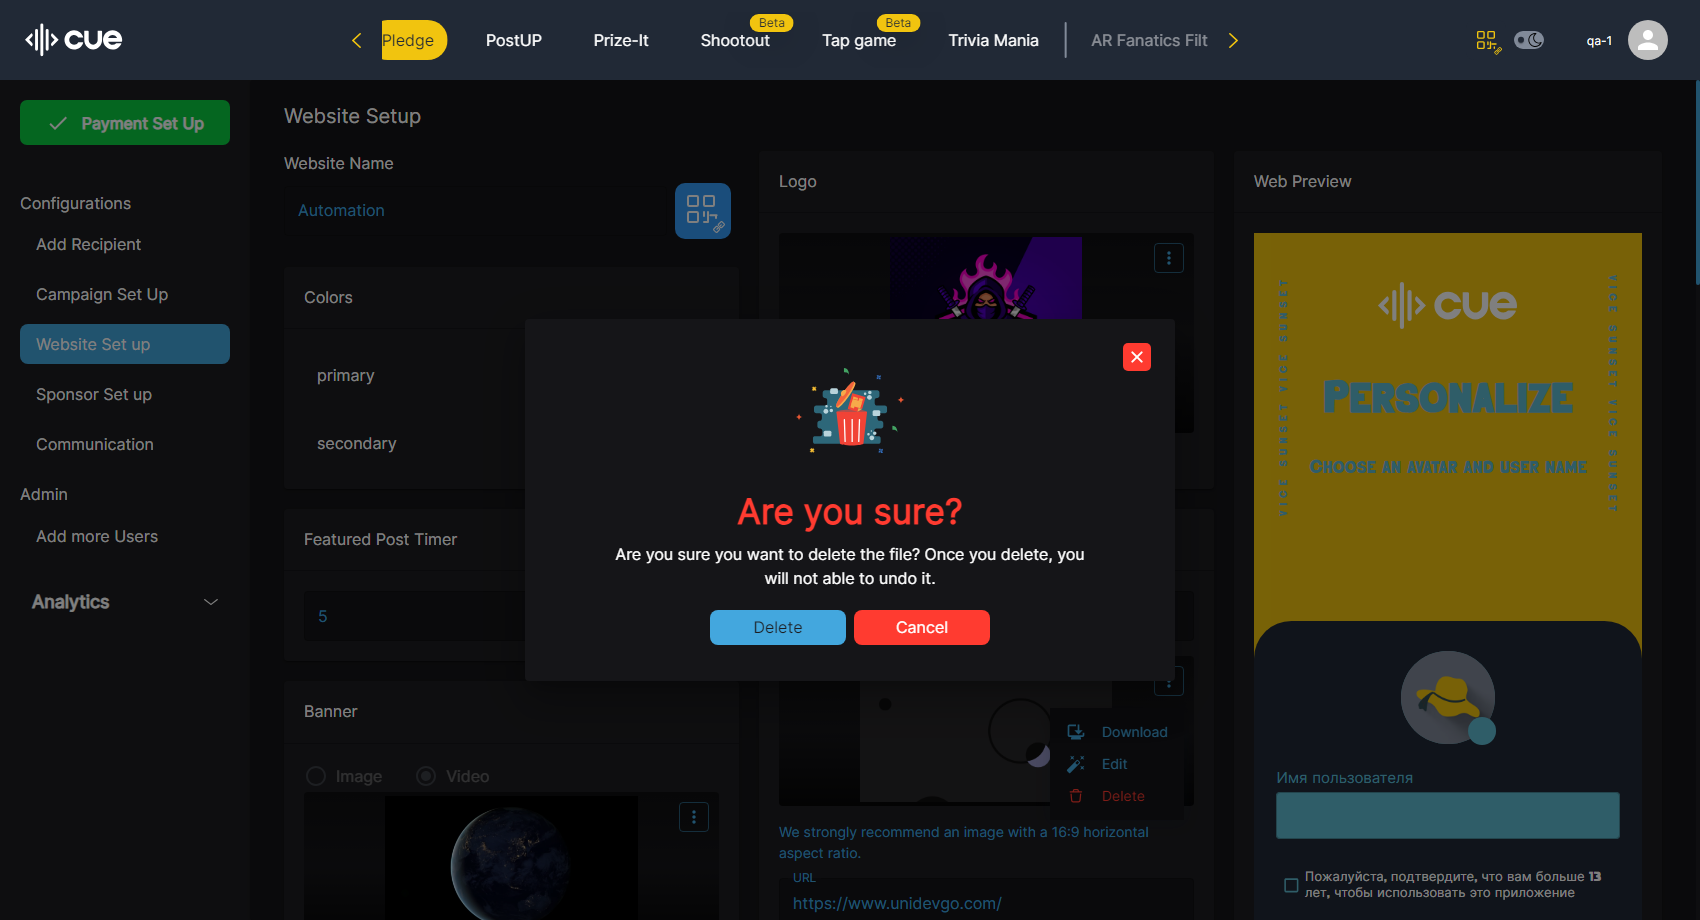 cue
Pledge
PostUP
Prize-It
Shootout
Beta
Tap game
Beta
Trivia Mania
AR Fanatics Filt
qa-1
Payment Set Up
Configurations
Add Recipient
Campaign Set Up
Website Set up
Sponsor Set up
Communication
Admin
Add more Users
Analytics
Website Setup
Website Name
Automation
Colors
primary
secondary
Featured Post Timer
5
Banner
Image
Video
Logo
Are you sure?
Are you sure you want to delete the file? Once you delete, you
will not able to undo it.
Delete
Cancel
Download
Edit
Delete
We strongly recommend an image with a 16:9 horizontal
aspect ratio.
URL
https://www.unidevgo.com/
Web Preview
cue
VICE SUNSET VICE SUNSET VICE SUNSET
VICE SUNSET VICE SUNSET VICE SUNSET
Personalize
Choose an avatar and user name
Имя пользователя
Пожалуйста, подтвердите, что вам больше 13
лет, чтобы использовать это приложение